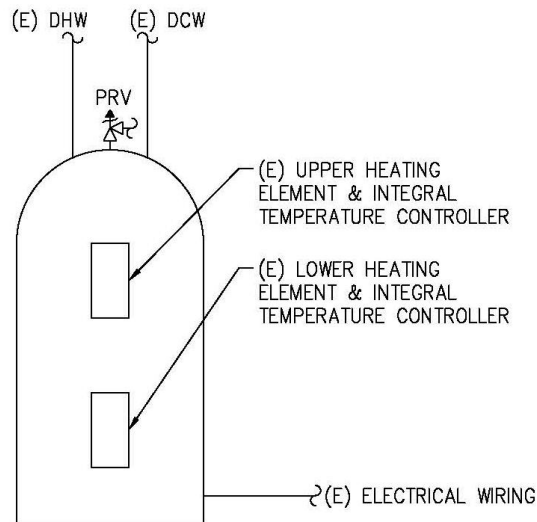 (E) DHW
(E) DCW
PRV
(E) UPPER HEATING
ELEMENT & INTEGRAL
TEMPERATURE CONTROLLER
(E) LOWER HEATING
ELEMENT & INTEGRAL
TEMPERATURE CONTROLLER
(E) ELECTRICAL WIRING